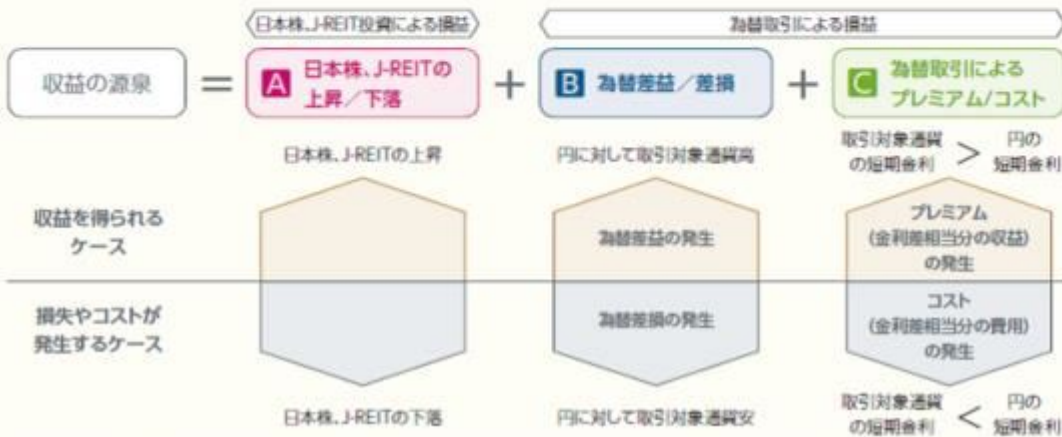 日本株、J-REIT投資による損益
為替取引による損益
収益の源泉
=
A 日本株、J-REITの
上昇/下落
+
B 為替差益/差損
+
C 為替取引による
プレミアム/コスト
日本株、J-REITの上昇
円に対して取引対象通貨高
取引対象通貨
の短期金利
>
円の
短期金利
収益を得られる
ケース
為替差益の発生
プレミアム
(金利差相当分の収益)
の発生
損失やコストが
発生するケース
為替差損の発生
コスト
(金利差相当分の費用)
の発生
日本株、J-REITの下落
円に対して取引対象通貨安
取引対象通貨
の短期金利
<
円の
短期金利